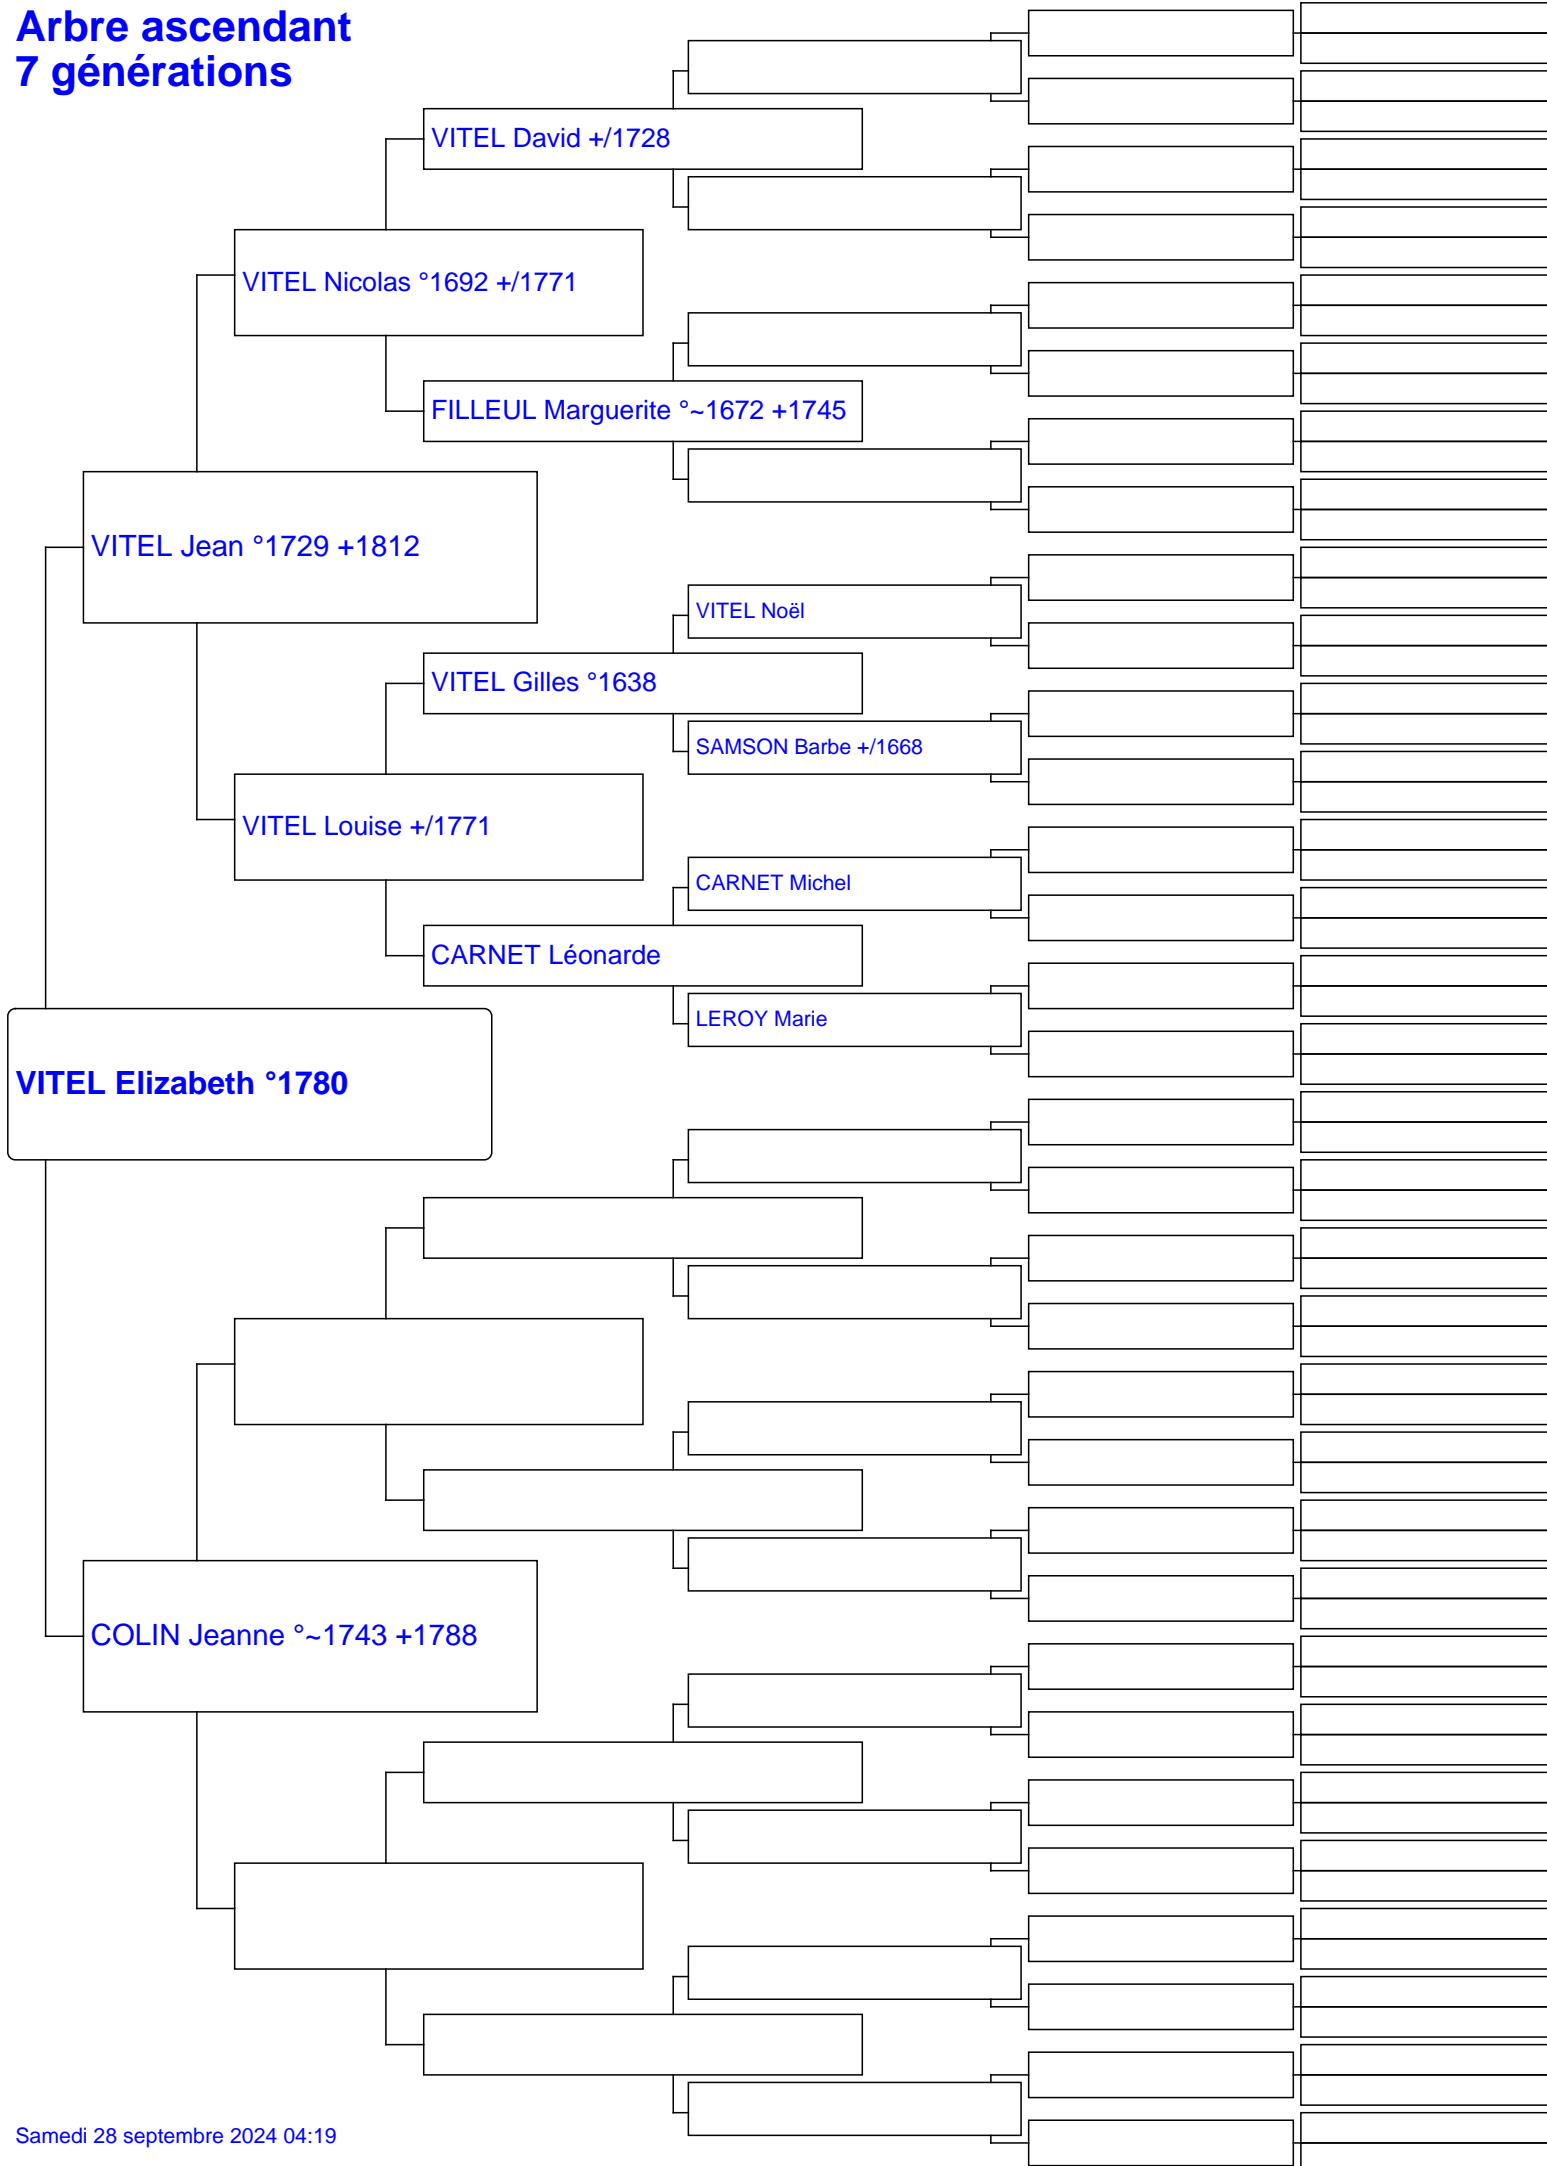 Arbre ascendant
7 générations
VITEL David +/1728
VITEL Nicolas °1692 +/1771
FILLEUL Marguerite °~1672 +1745
VITEL Jean °1729 +1812
VITEL Noël
VITEL Gilles °1638
SAMSON Barbe +/1668
VITEL Louise +/1771
CARNET Michel
CARNET Léonarde
LEROY Marie
VITEL Elizabeth °1780
COLIN Jeanne °~1743 +1788
Samedi 28 septembre 2024 04:19